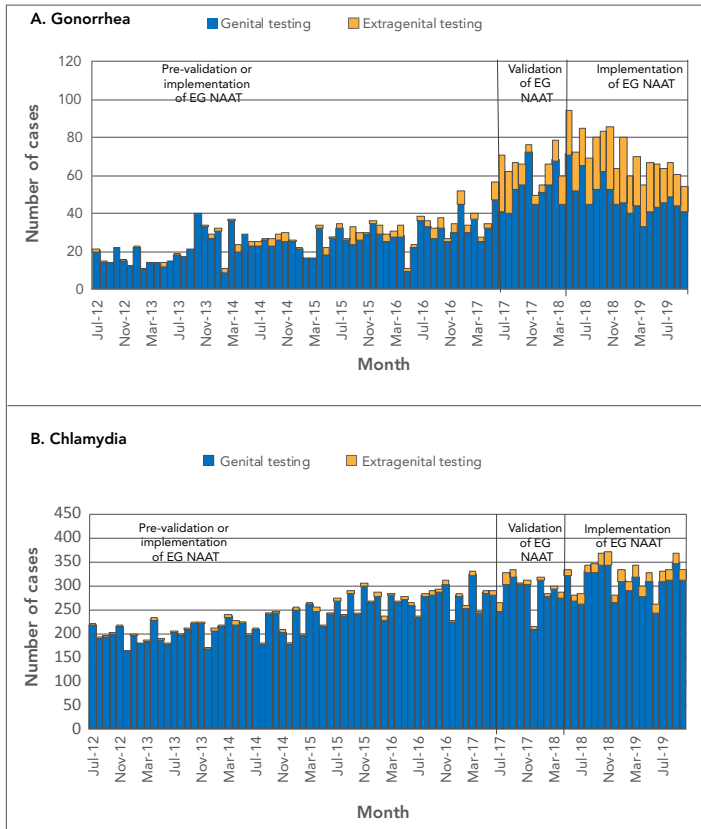 A. Gonorrhea
Genital testing Extragenital testing
Number of cases
120
100
80
60
40
20
0
Pre-validation or
implementation
of EG NAAT
Validation
of EG
NAAT
Implementation
of EG NAAT
Jul-12 Nov-12 Mar-13 Jul-13 Nov-13 Mar-14 Jul-14 Nov-14 Mar-15 Jul-15 Nov-15 Mar-16 Jul-16 Nov-16 Mar-17 Jul-17 Nov-17 Mar-18 Jul-18 Nov-18 Mar-19 Jul-19
Month
B. Chlamydia
Genital testing Extragenital testing
Number of cases
450
400
350
300
250
200
150
100
50
0
Pre-validation or
implementation
of EG NAAT
Validation
of EG
NAAT
Implementation
of EG NAAT
Jul-12 Nov-12 Mar-13 Jul-13 Nov-13 Mar-14 Jul-14 Nov-14 Mar-15 Jul-15 Nov-15 Mar-16 Jul-16 Nov-16 Mar-17 Jul-17 Nov-17 Mar-18 Jul-18 Nov-18 Mar-19 Jul-19
Month